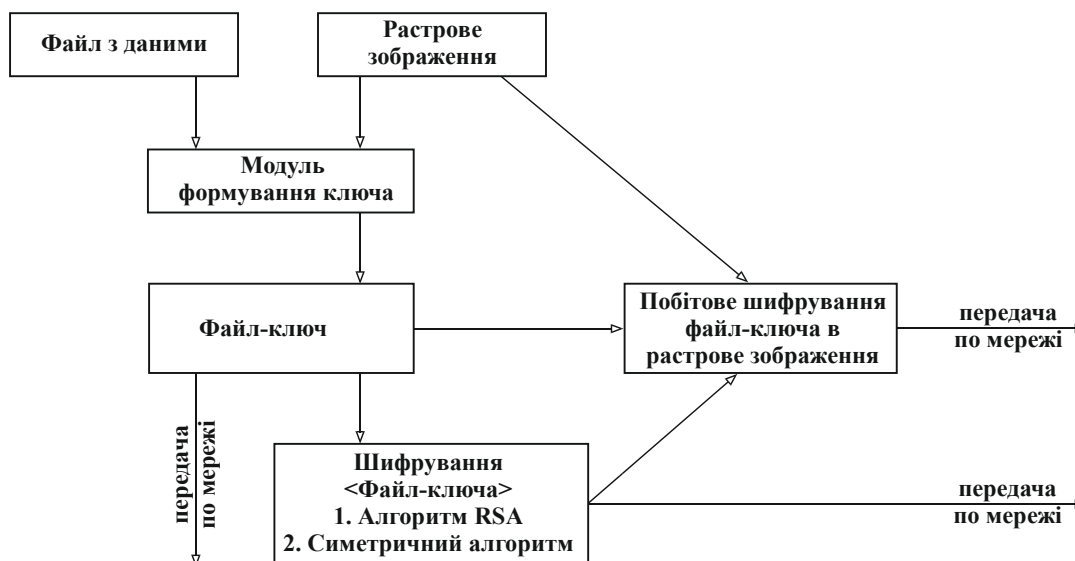 Файл з даними
Растрове
зображення
Модуль
формування ключа
Файл-ключ
Побітове шифрування
файл-ключа в
растрове зображення
передача
по мережі
передача
по мережі
Шифрування
<Файл-ключа>
1. Алгоритм RSA
2. Симетричний алгоритм
передача
по мережі